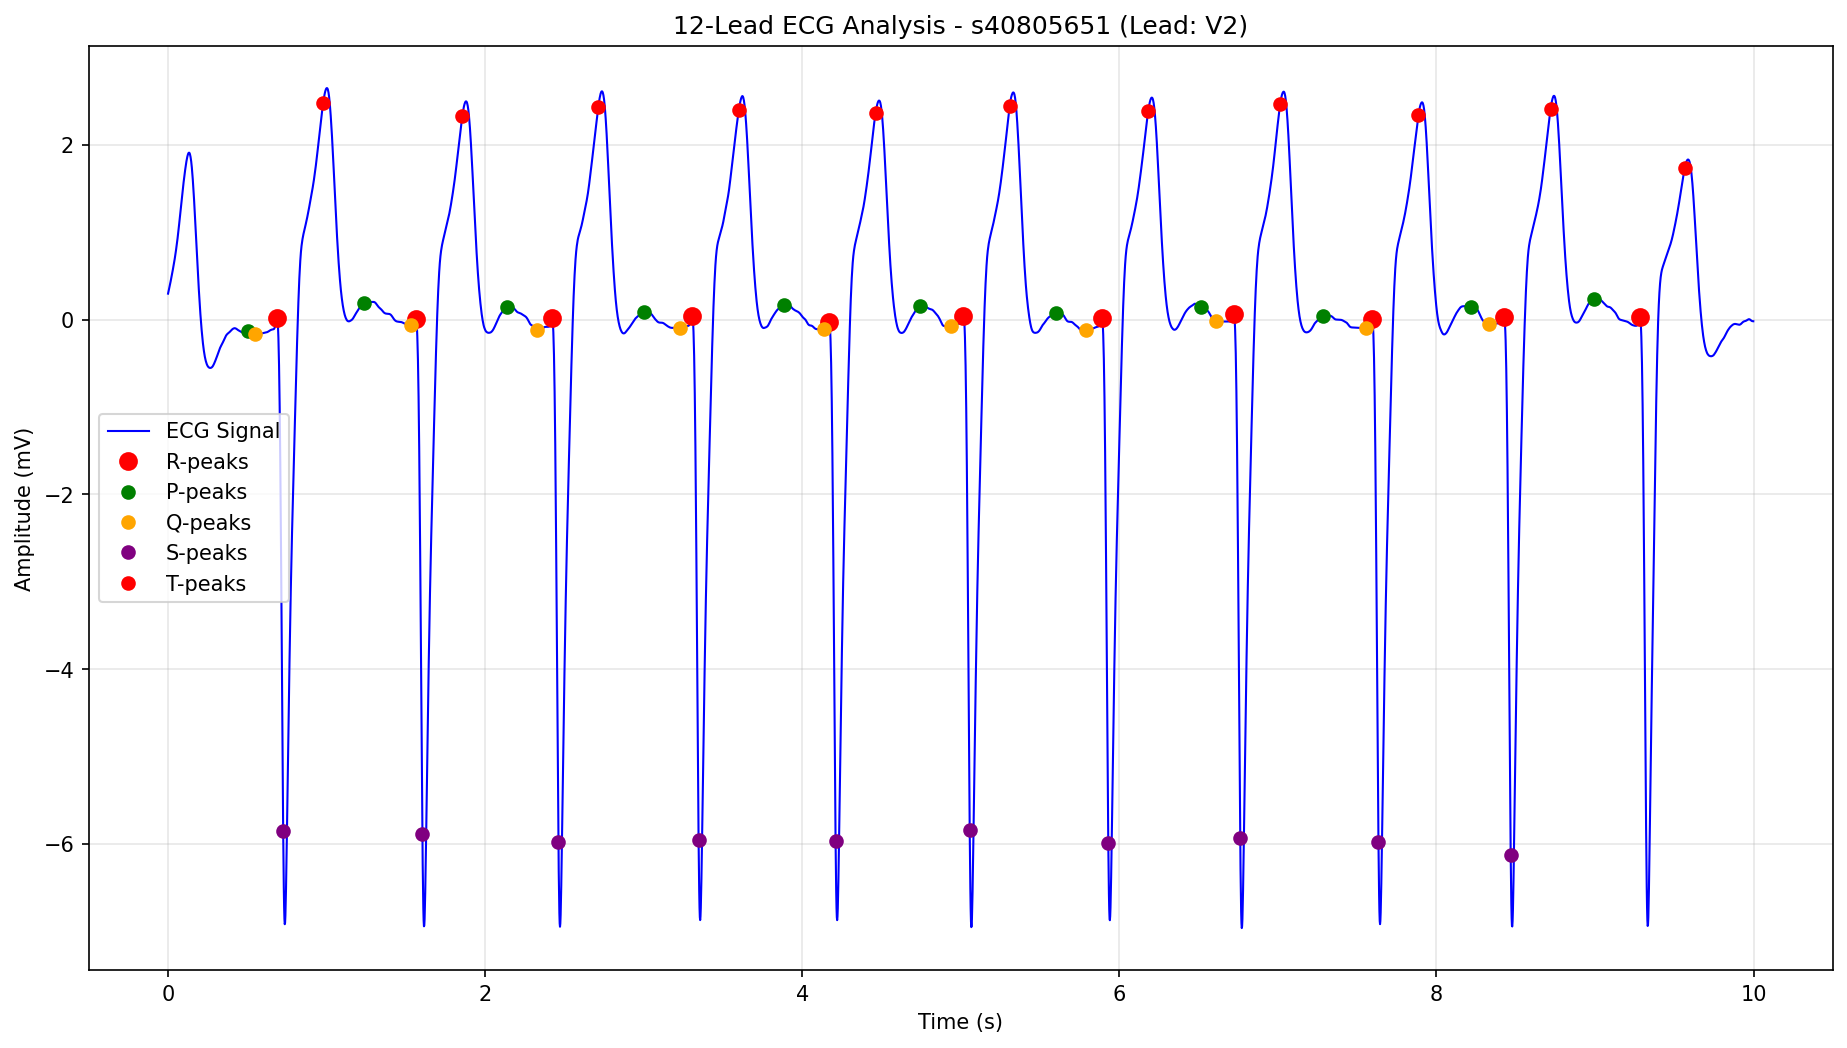 12-Lead ECG Analysis - s40805651 (Lead: V2)
Amplitude (mV)
2
0
−2
−4
−6
ECG Signal
R-peaks
P-peaks
Q-peaks
S-peaks
T-peaks
0 2 4 6 8 10
Time (s)